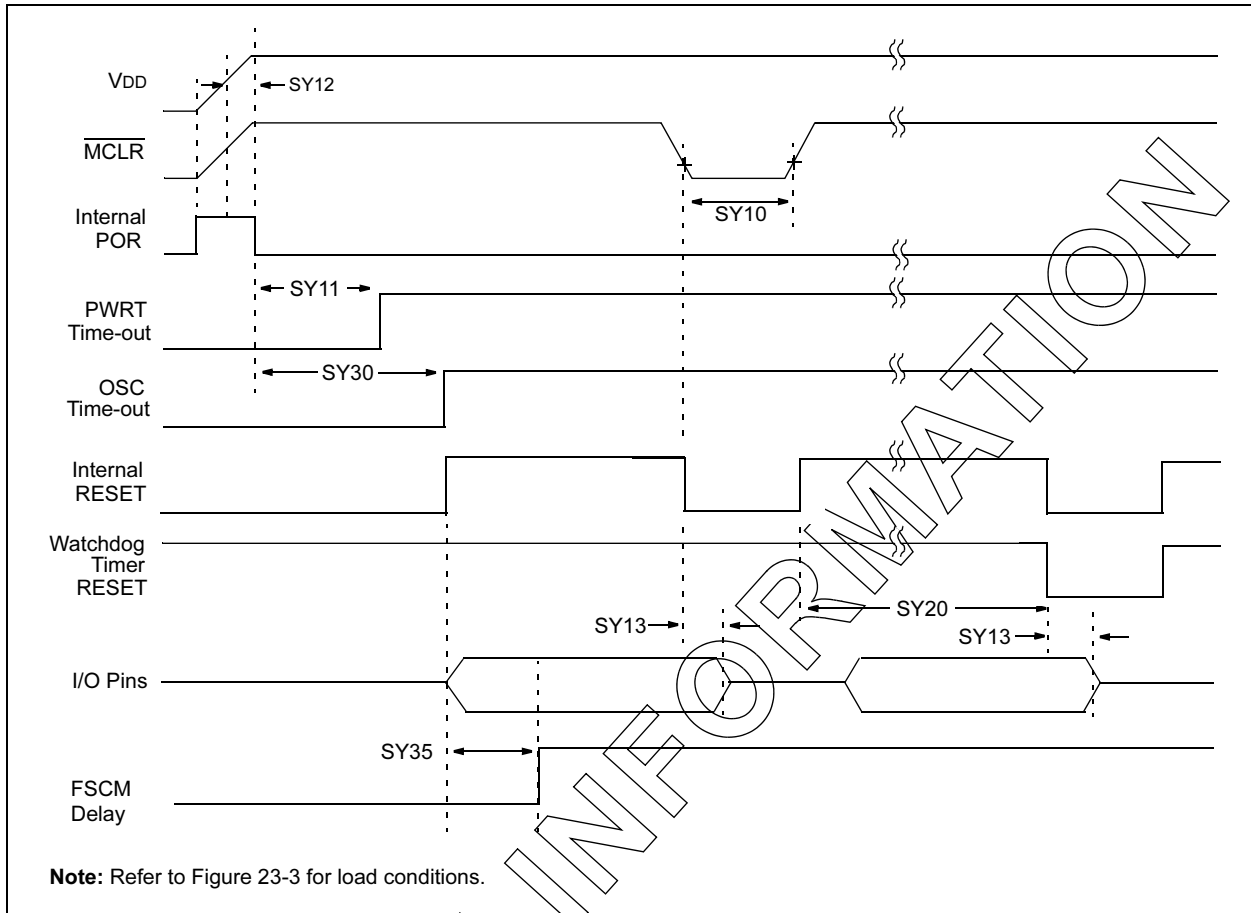 VDD
SY12
MCLR
SY10
Internal
POR
SY11
PWRT
Time-out
SY30
OSC
Time-out
Internal
RESET
Watchdog
Timer
RESET
SY20
SY13
SY13
I/O Pins
SY35
FSCM
Delay
Note: Refer to Figure 23-3 for load conditions.
INFORMATION